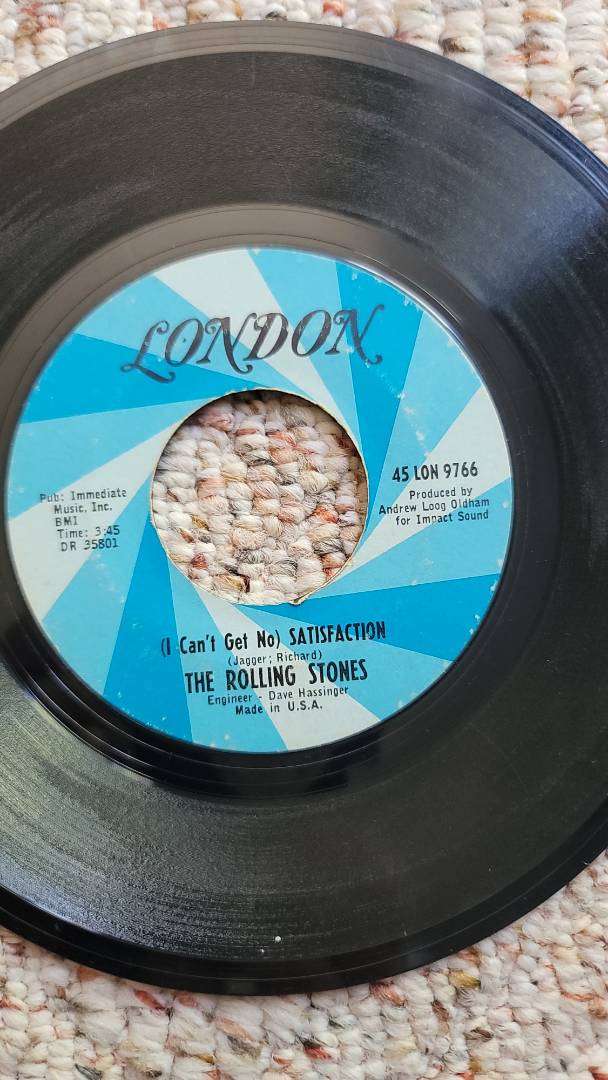 LONDON
45 LON 9766
Produced by
Andrew Loog Oldham
for Impact Sound
Pub: Immediate
Music, Inc.
BMI
Time: 3:45
DR 35801
(I Can't Get No) SATISFACTION
(Jagger; Richard)
THE ROLLING STONES
Engineer - Dave Hassinger
Made in U.S.A.